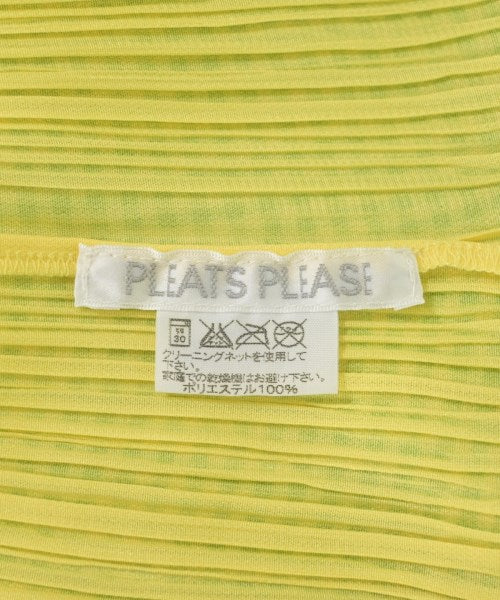 PLEATS PLEASE
30
クリーニングネットを使用して
下さい。
家庭での乾燥機はお避け下さい。
ポリエステル100%